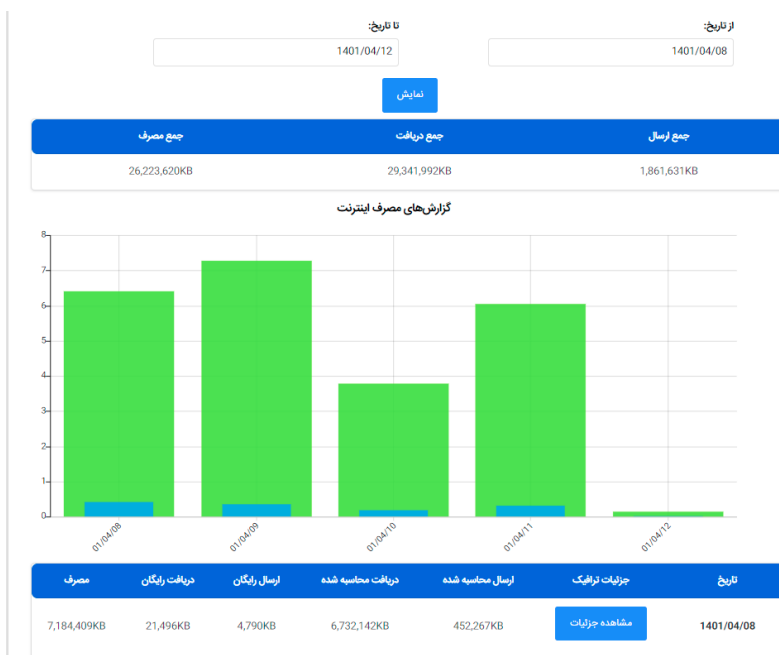 از تاریخ: تا تاریخ:
1401/04/08 1401/04/12
نمایش
جمع ارسال جمع دریافت جمع مصرف
1,861,631KB 29,341,992KB 26,223,620KB
گزارش‌های مصرف اینترنت
8
7
6
5
4
3
2
1
0
01/04/08 01/04/09 01/04/10 01/04/11 01/04/12
تاریخ جزئیات ترافیک ارسال محاسبه شده دریافت محاسبه شده ارسال رایگان دریافت رایگان مصرف
1401/04/08 مشاهده جزئیات 452,267KB 6,732,142KB 4,790KB 21,496KB 7,184,409KB